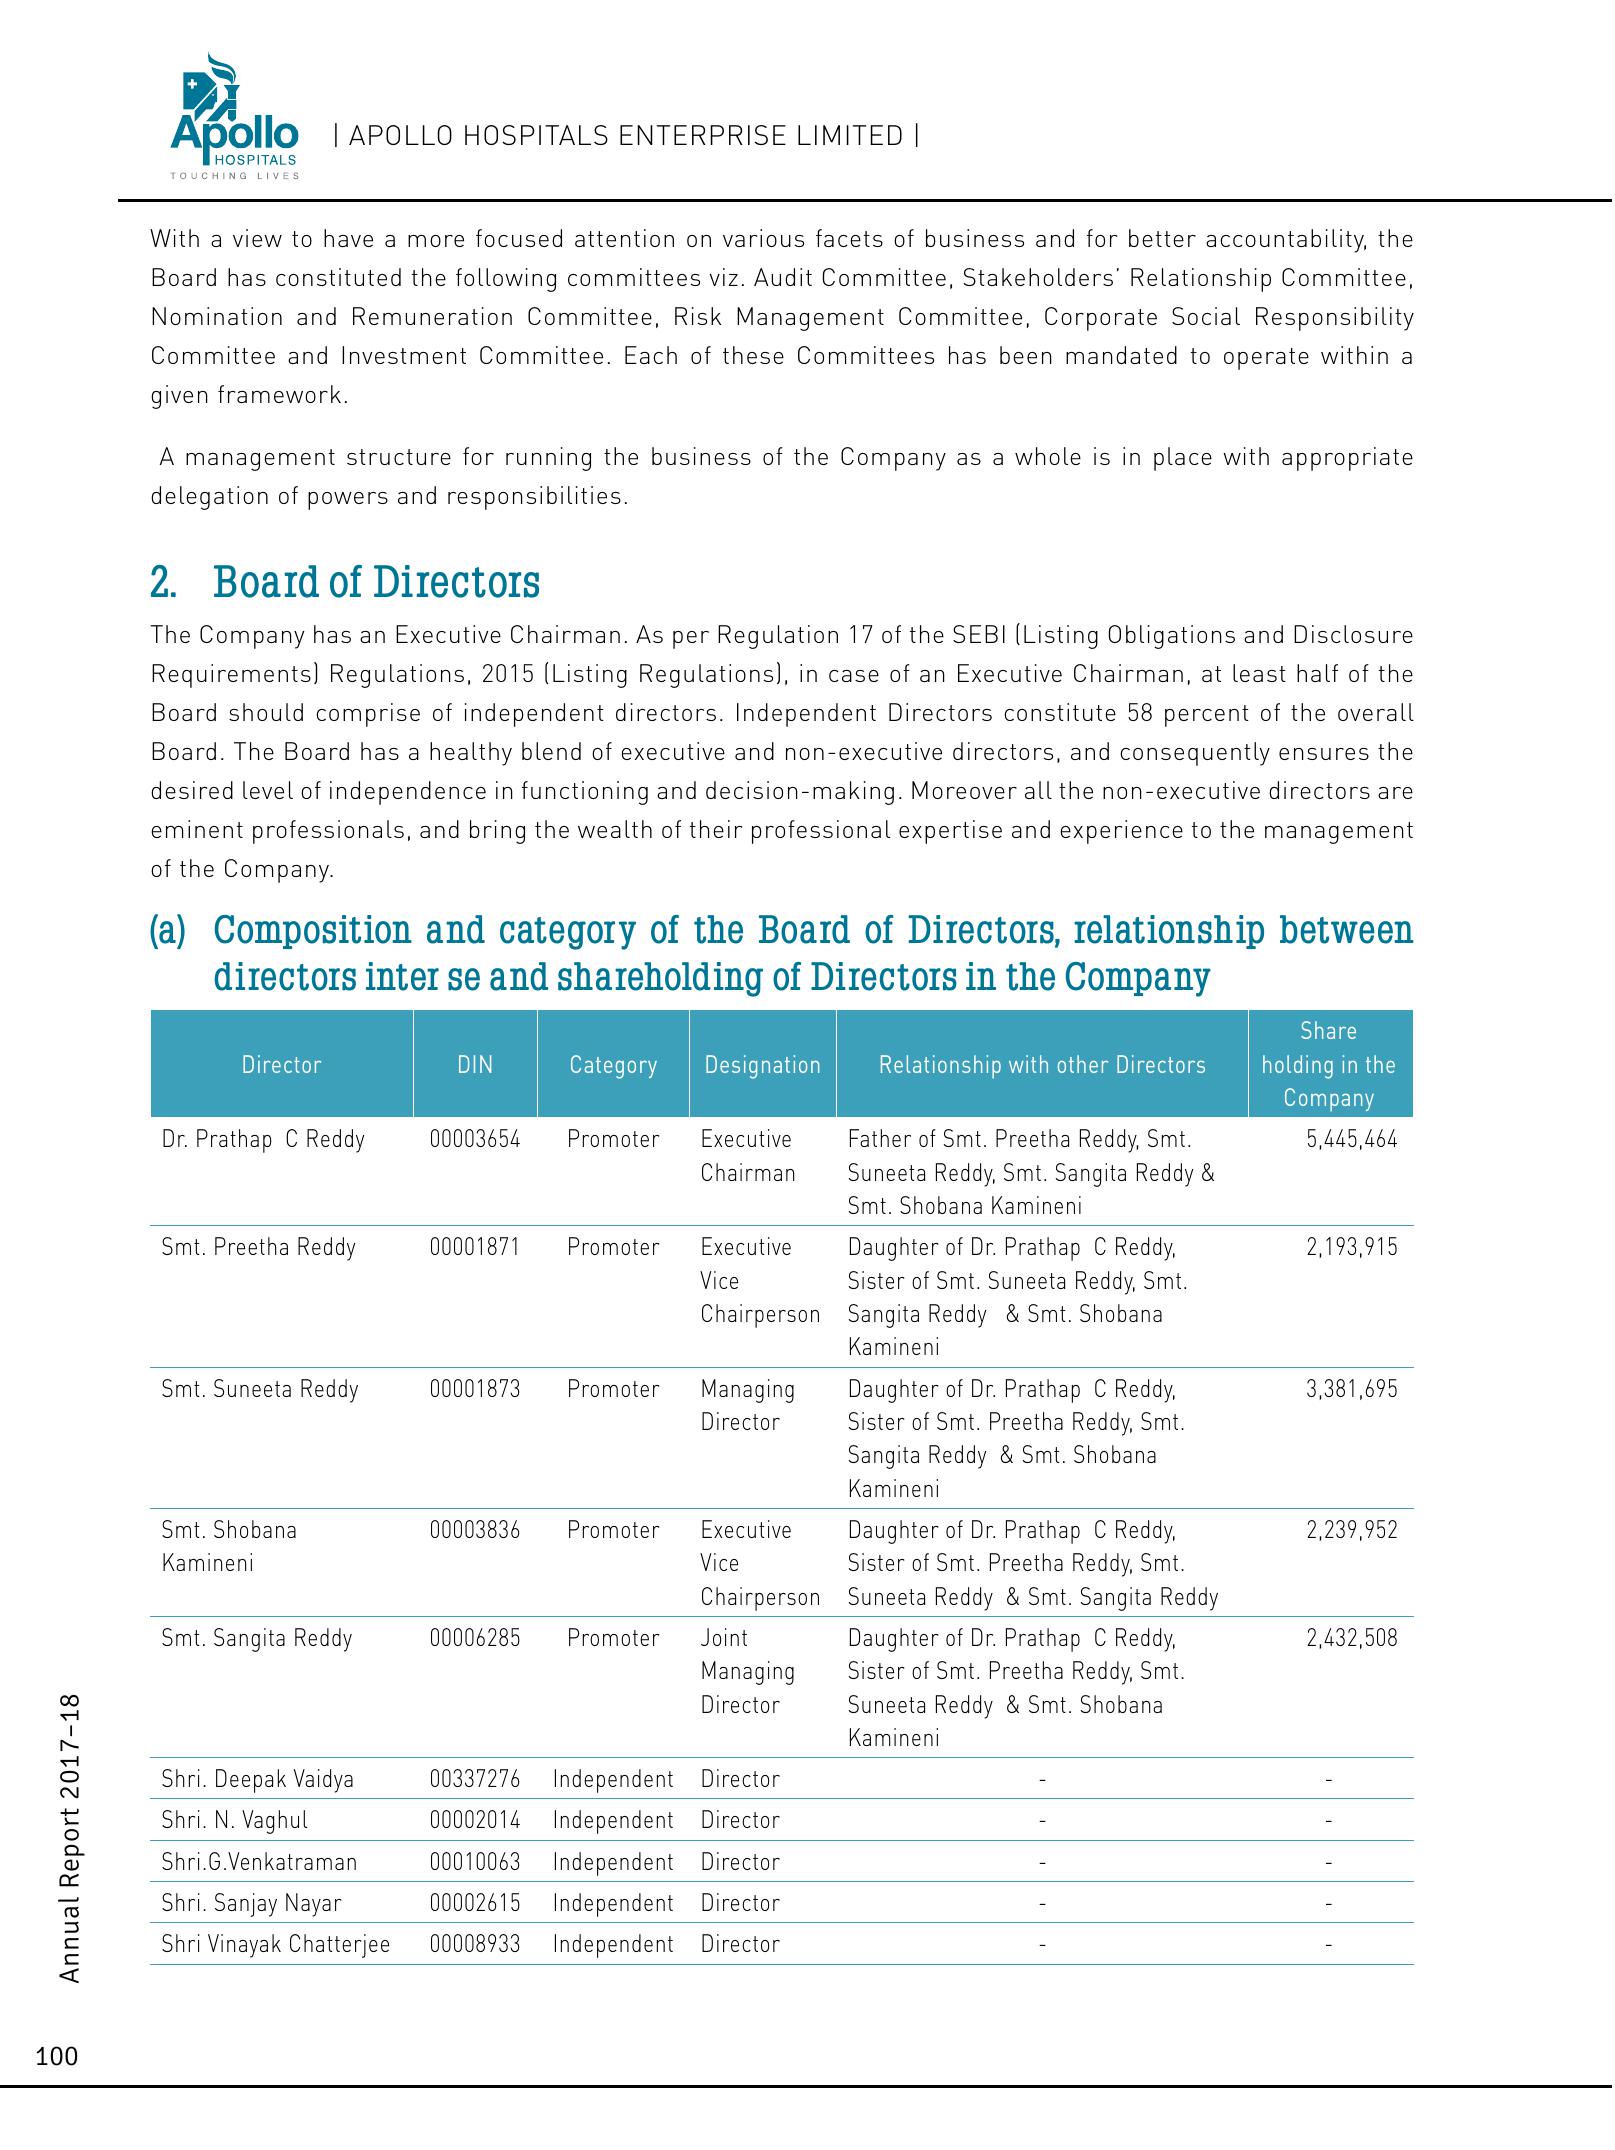 Apollo
HOSPITALS
TOUCHING LIVES
| APOLLO HOSPITALS ENTERPRISE LIMITED |
With a view to have a more focused attention on various facets of business and for better accountability, the
Board has constituted the following committees viz. Audit Committee, Stakeholders' Relationship Committee,
Nomination and Remuneration Committee, Risk Management Committee, Corporate Social Responsibility
Committee and Investment Committee. Each of these Committees has been mandated to operate within a
given framework.
A management structure for running the business of the Company as a whole is in place with appropriate
delegation of powers and responsibilities.
2. Board of Directors
The Company has an Executive Chairman. As per Regulation 17 of the SEBI (Listing Obligations and Disclosure
Requirements) Regulations, 2015 (Listing Regulations), in case of an Executive Chairman, at least half of the
Board should comprise of independent directors. Independent Directors constitute 58 percent of the overall
Board. The Board has a healthy blend of executive and non-executive directors, and consequently ensures the
desired level of independence in functioning and decision-making. Moreover all the non-executive directors are
eminent professionals, and bring the wealth of their professional expertise and experience to the management
of the Company.
(a) Composition and category of the Board of Directors, relationship between
directors inter se and shareholding of Directors in the Company
Share
Director DIN Category Designation Relationship with other Directors holding in the
Company
Dr. Prathap C Reddy 00003654 Promoter Executive Father of Smt. Preetha Reddy, Smt. 5,445,464
Chairman Suneeta Reddy, Smt. Sangita Reddy &
Smt. Shobana Kamineni
Smt. Preetha Reddy 00001871 Promoter Executive Daughter of Dr. Prathap C Reddy, 2,193,915
Vice Sister of Smt. Suneeta Reddy, Smt.
Chairperson Sangita Reddy & Smt. Shobana
Kamineni
Smt. Suneeta Reddy 00001873 Promoter Managing Daughter of Dr. Prathap C Reddy, 3,381,695
Director Sister of Smt. Preetha Reddy, Smt.
Sangita Reddy & Smt. Shobana
Kamineni
Smt. Shobana 00003836 Promoter Executive Daughter of Dr. Prathap C Reddy, 2,239,952
Kamineni Vice Sister of Smt. Preetha Reddy, Smt.
Chairperson Suneeta Reddy & Smt. Sangita Reddy
Smt. Sangita Reddy 00006285 Promoter Joint Daughter of Dr. Prathap C Reddy, 2,432,508
Managing Sister of Smt. Preetha Reddy, Smt.
Director Suneeta Reddy & Smt. Shobana
Kamineni
Shri. Deepak Vaidya 00337276 Independent Director - -
Shri. N. Vaghul 00002014 Independent Director - -
Shri.G.Venkatraman 00010063 Independent Director - -
Shri. Sanjay Nayar 00002615 Independent Director - -
Shri Vinayak Chatterjee 00008933 Independent Director - -
Annual Report 2017–18
100